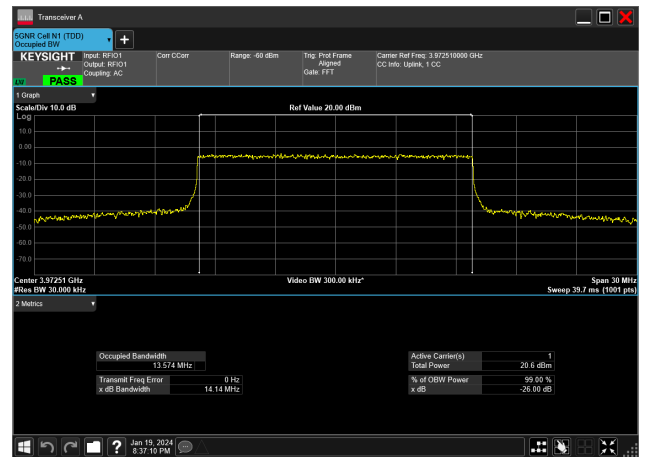 Transceiver A
5GNR Cell N1 (TDD)
Occupied BW
KEYSIGHT
LXI
PASS
Input: RFIO1
Output: RFIO1
Coupling: AC
Corr CCorr
Range: -60 dBm
Trig: Prot Frame
Aligned
Gate: FFT
Carrier Ref Freq: 3.972510000 GHz
CC Info: Uplink, 1 CC
1 Graph
Scale/Div 10.0 dB
Ref Value 20.00 dBm
Log
10.0
0.00
-10.0
-20.0
-30.0
-40.0
-50.0
-60.0
-70.0
Center 3.97251 GHz
Video BW 300.00 kHz*
Span 30 MHz
#Res BW 30.000 kHz
Sweep 39.7 ms (1001 pts)
2 Metrics
Occupied Bandwidth
13.574 MHz
Active Carrier(s) 1
Total Power 20.6 dBm
Transmit Freq Error 0 Hz
x dB Bandwidth 14.14 MHz
% of OBW Power 99.00 %
x dB -26.00 dB
Jan 19, 2024
8:37:10 PM